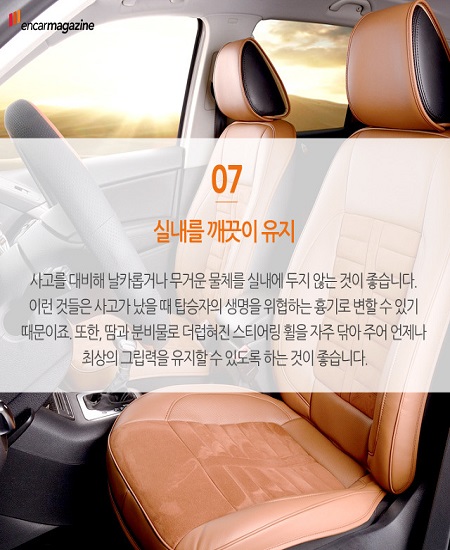 encarmagazine
07
실내를 깨끗이 유지
사고를 대비해 날카롭거나 무거운 물체를 실내에 두지 않는 것이 좋습니다.
이런 것들은 사고가 났을 때 탑승자의 생명을 위협하는 흉기로 변할 수 있기
때문이죠. 또한, 땀과 분비물로 더럽혀진 스티어링 휠을 자주 닦아 주어 언제나
최상의 그립력을 유지할 수 있도록 하는 것이 좋습니다.